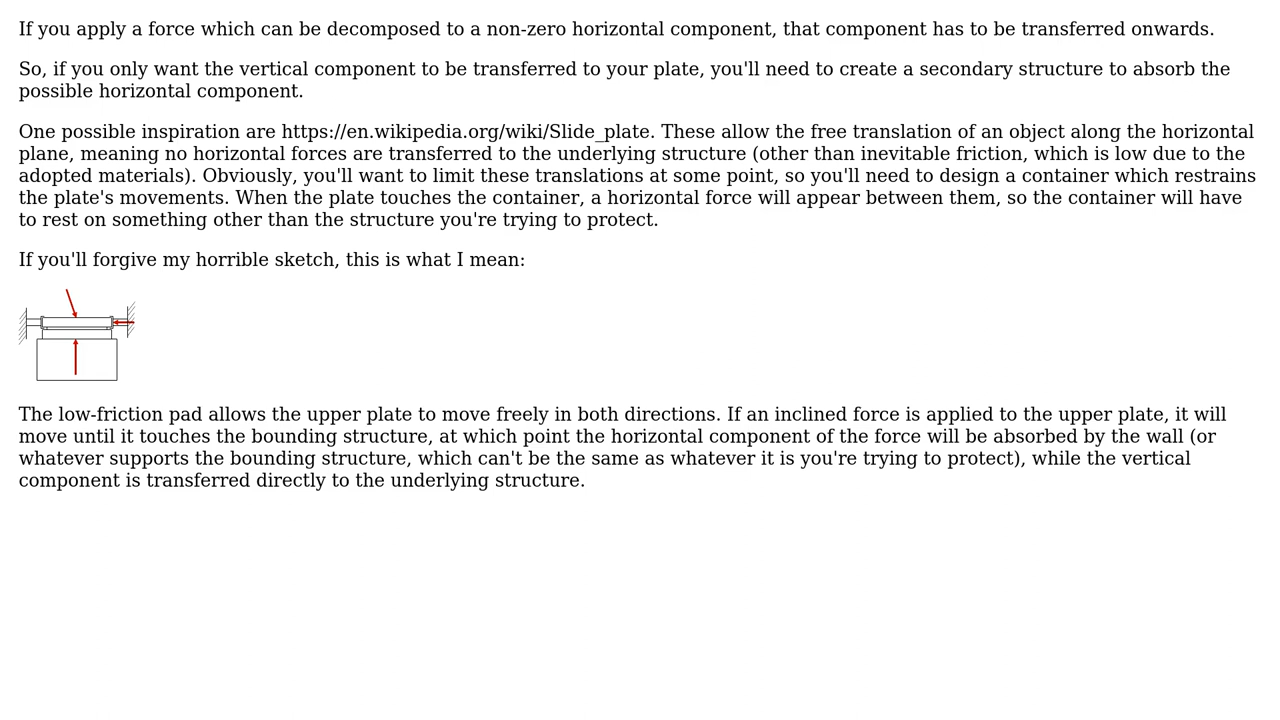 If you apply a force which can be decomposed to a non-zero horizontal component, that component has to be transferred onwards.
So, if you only want the vertical component to be transferred to your plate, you'll need to create a secondary structure to absorb the
possible horizontal component.
One possible inspiration are https://en.wikipedia.org/wiki/Slide_plate. These allow the free translation of an object along the horizontal
plane, meaning no horizontal forces are transferred to the underlying structure (other than inevitable friction, which is low due to the
adopted materials). Obviously, you'll want to limit these translations at some point, so you'll need to design a container which restrains
the plate's movements. When the plate touches the container, a horizontal force will appear between them, so the container will have
to rest on something other than the structure you're trying to protect.
If you'll forgive my horrible sketch, this is what I mean:
The low-friction pad allows the upper plate to move freely in both directions. If an inclined force is applied to the upper plate, it will
move until it touches the bounding structure, at which point the horizontal component of the force will be absorbed by the wall (or
whatever supports the bounding structure, which can't be the same as whatever it is you're trying to protect), while the vertical
component is transferred directly to the underlying structure.